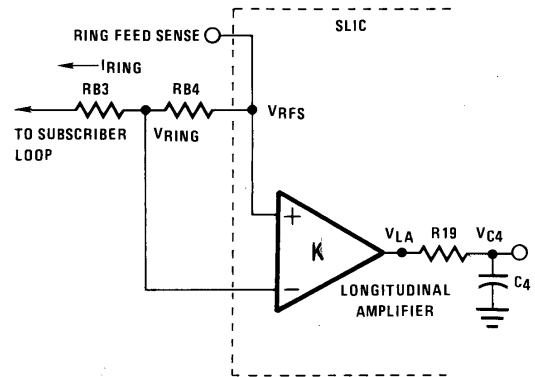 SLIC
RING FEED SENSE
IRING
RB3
RB4
TO SUBSCRIBER
LOOP
VRING
VRFS
+
K
−
VLA
R19
VC4
LONGITUDINAL
AMPLIFIER
C4